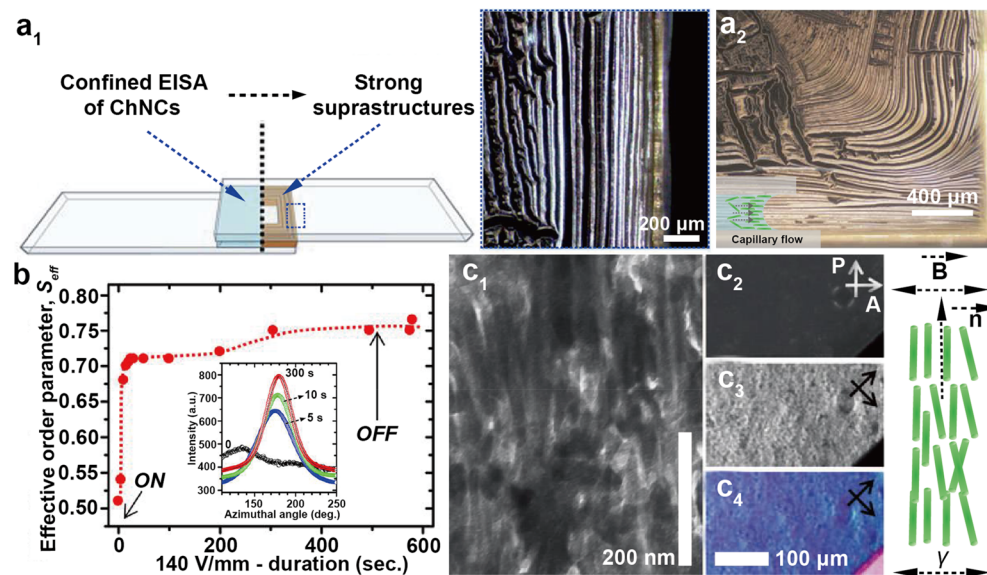 a1
Confined EISA
of ChNCs
Strong
suprastructures
200 µm
a2
400 µm
Capillary flow
b
Effective order parameter, Seff
0.80
0.75
0.70
0.65
0.60
0.55
0.50
0
200
400
600
140 V/mm - duration (sec.)
ON
OFF
Intensity (a.u.)
800
700
600
500
400
300
150
200
250
Azimuthal angle (deg.)
300 s
10 s
5 s
0
c1
200 nm
c2
P
A
c3
c4
100 µm
B
n
γ